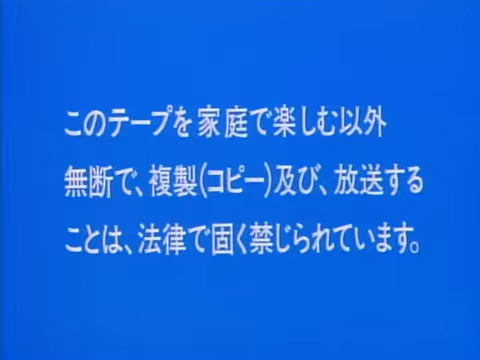 このテープを家庭で楽しむ以外
無断で、複製(コピー)及び、放送する
ことは、法律で固く禁じられています。